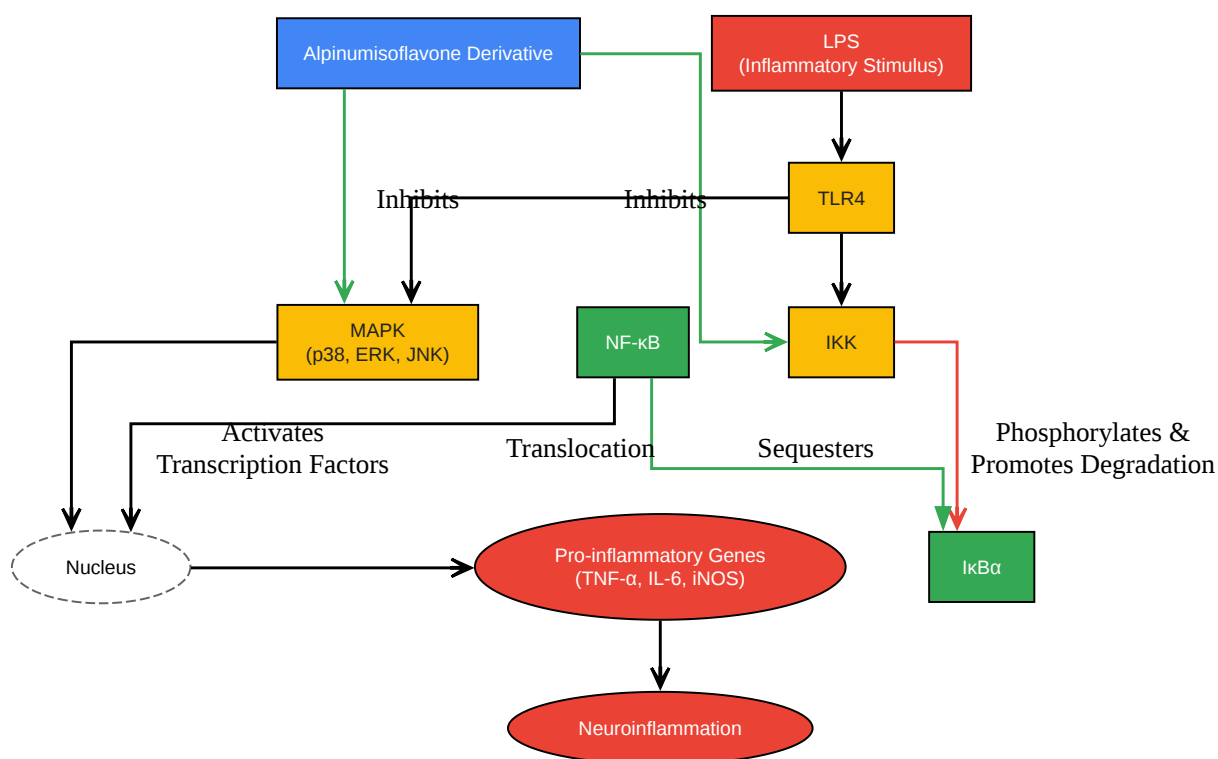 Alpinumisoflavone Derivative
LPS
(Inflammatory Stimulus)
Inhibits
Inhibits
TLR4
MAPK
(p38, ERK, JNK)
NF-κB
IKK
Activates
Transcription Factors
Translocation
Sequesters
Phosphorylates &
Promotes Degradation
Nucleus
Pro-inflammatory Genes
(TNF-α, IL-6, iNOS)
IκBα
Neuroinflammation